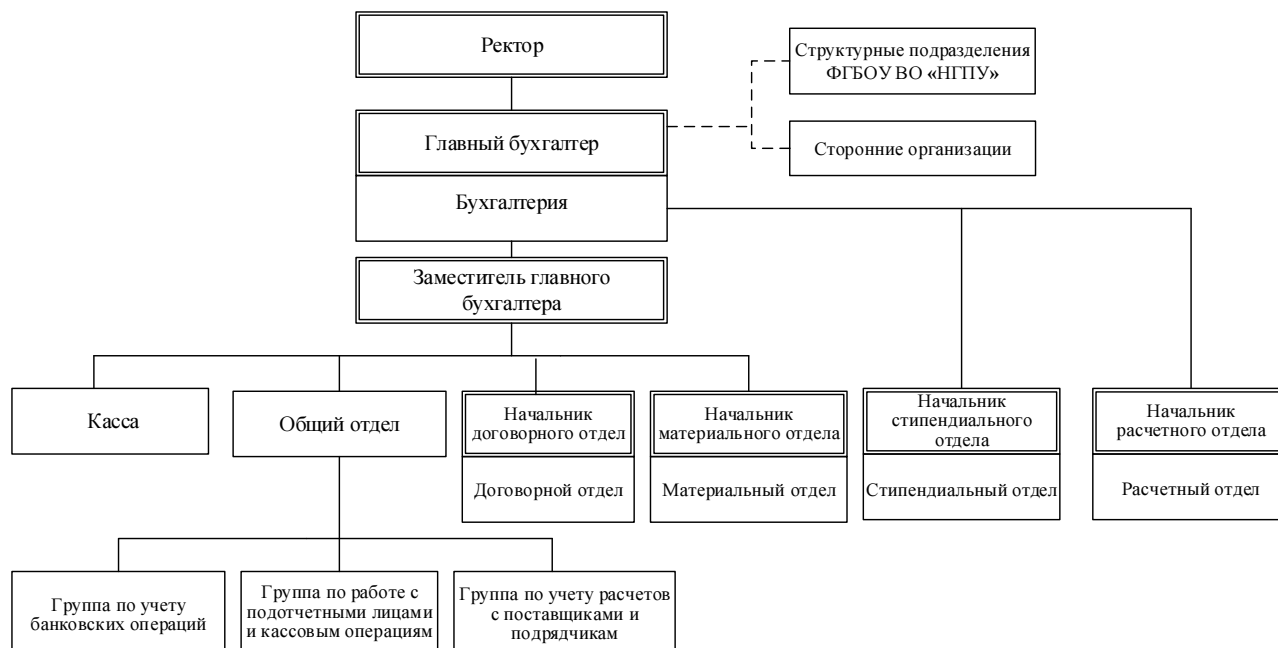 Ректор
Структурные подразделения
ФГБОУ ВО «НГПУ»
Главный бухгалтер
Сторонние организации
Бухгалтерия
Заместитель главного
бухгалтера
Касса
Общий отдел
Начальник
договорного отдел
Договорной отдел
Начальник
материального отдела
Материальный отдел
Начальник
стипендиального
отдела
Стипендиальный отдел
Начальник
расчетного отдела
Расчетный отдел
Группа по учету
банковских операций
Группа по работе с
подотчетными лицами
и кассовым операциям
Группа по учету расчетов
с поставщиками и
подрядчикам